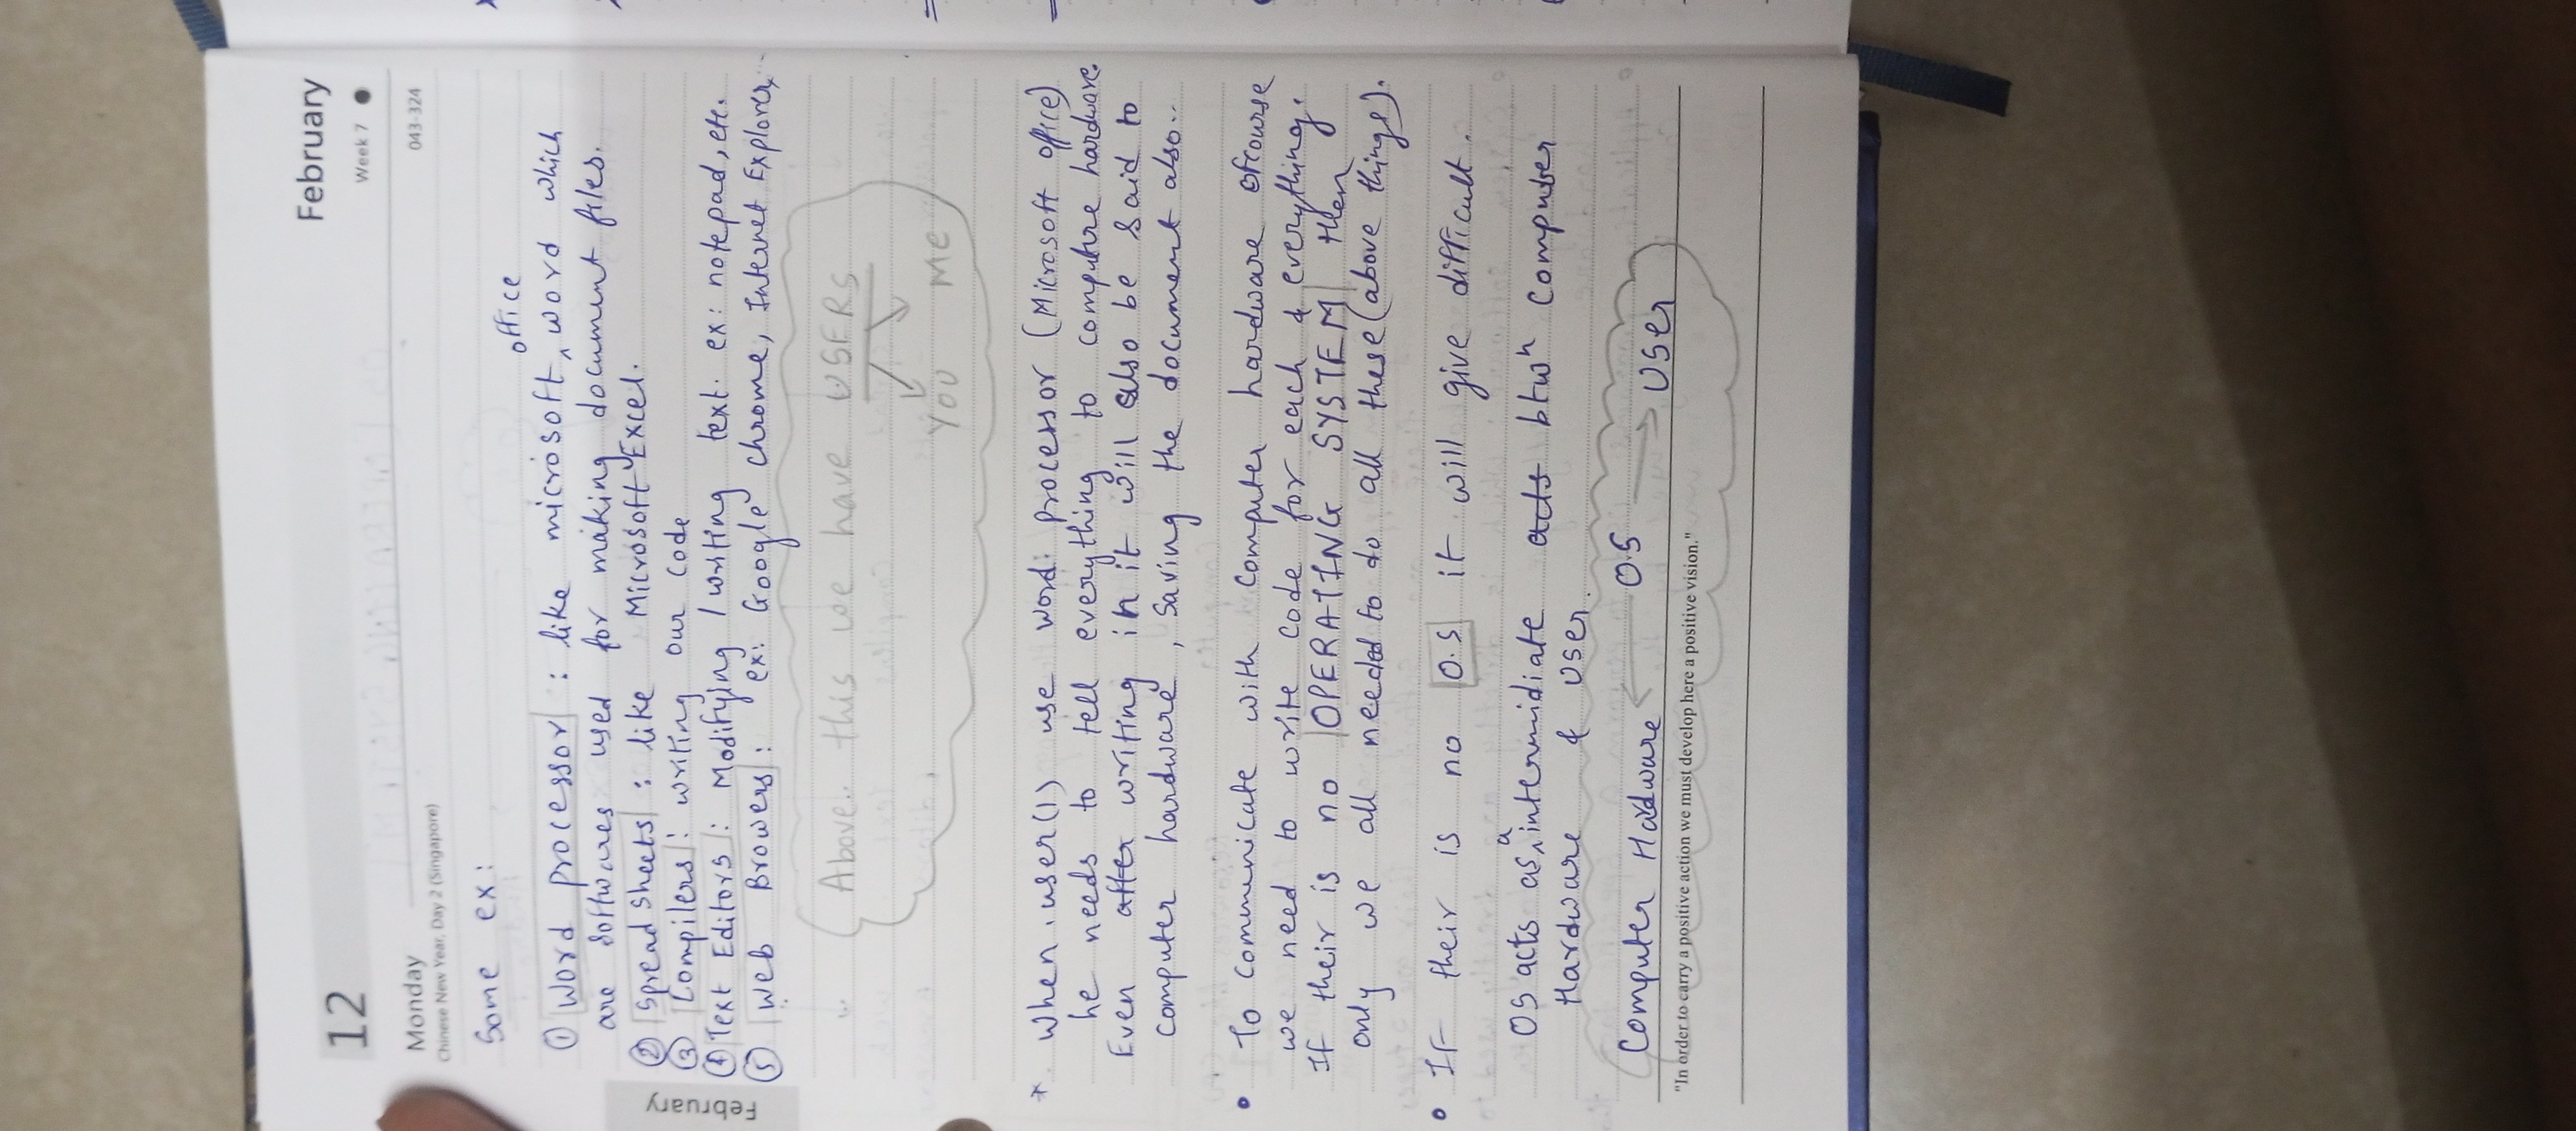 February
12
Week 7
Monday
043-324
Chinese New Year, Day 2 (Singapore)
February
Some ex:
① Word processor : like microsoft ^office word which
are softwares used for making document files.
② Spreadsheets : like Microsoft Excel.
③ Compilers : writing our code
④ Text Editors : Modifying / writing text. ex: notepad, etc.
⑤ Web Browers : ex: Google chrome, Internet Explorer..
Above this we have USERS
YOU ME
* When user(1) use word processor (Microsoft office)
he needs to tell everything to computre hardware.
Even after writing in it will also be said to
computer hardware, saving the document also..
• To communicate with computer hardware ofcourse
we need to write code for each & everything.
If their is no OPERATING SYSTEM then
only we all needed to do all these (above things).
• If their is no O.S it will give difficult.
OS acts as ^a intermidiate acts btwn computer
Hardware & user.
Computer Hardware ← O.S → USer
"In order to carry a positive action we must develop here a positive vision."